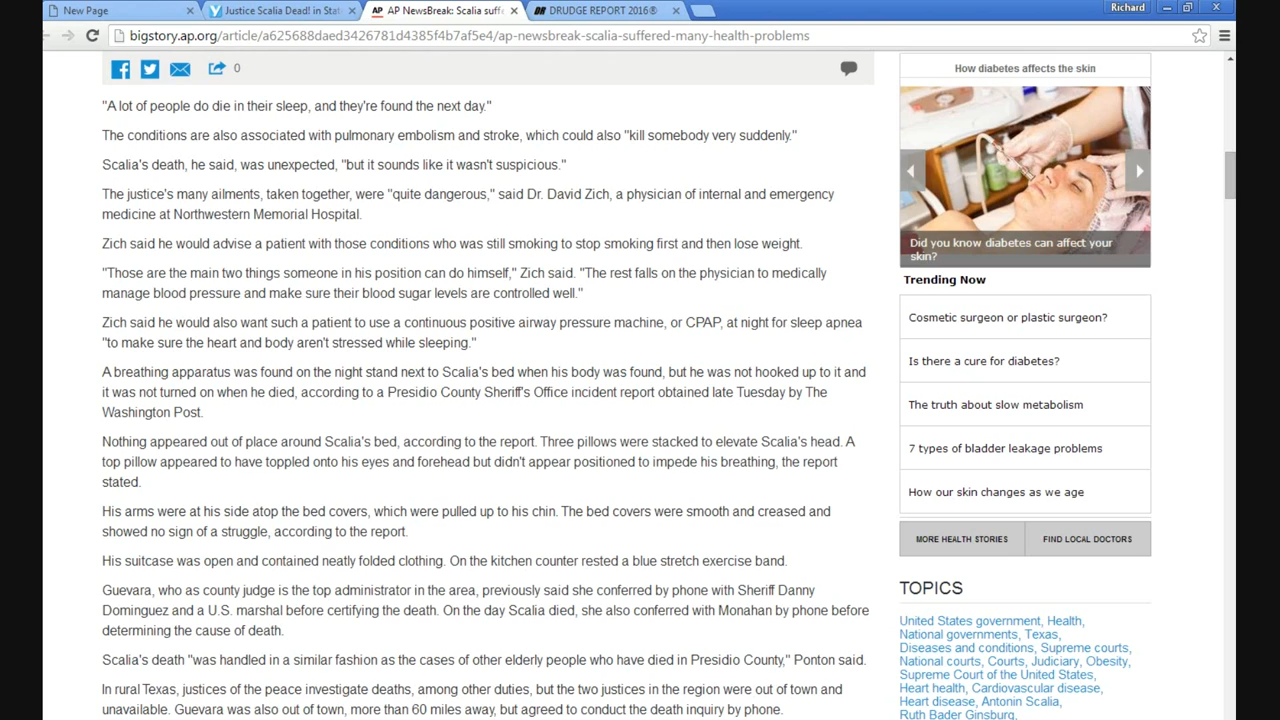 New Page
Justice Scalia Dead! in Stat
AP NewsBreak: Scalia suffe
DRUDGE REPORT 2016®
Richard
bigstory.ap.org/article/a625688daed3426781d4385f4b7af5e4/ap-newsbreak-scalia-suffered-many-health-problems
0
"A lot of people do die in their sleep, and they're found the next day."
The conditions are also associated with pulmonary embolism and stroke, which could also "kill somebody very suddenly."
Scalia's death, he said, was unexpected, "but it sounds like it wasn't suspicious."
The justice's many ailments, taken together, were "quite dangerous," said Dr. David Zich, a physician of internal and emergency
medicine at Northwestern Memorial Hospital.
Zich said he would advise a patient with those conditions who was still smoking to stop smoking first and then lose weight.
"Those are the main two things someone in his position can do himself," Zich said. "The rest falls on the physician to medically
manage blood pressure and make sure their blood sugar levels are controlled well."
Zich said he would also want such a patient to use a continuous positive airway pressure machine, or CPAP, at night for sleep apnea
"to make sure the heart and body aren't stressed while sleeping."
A breathing apparatus was found on the night stand next to Scalia's bed when his body was found, but he was not hooked up to it and
it was not turned on when he died, according to a Presidio County Sheriff's Office incident report obtained late Tuesday by The
Washington Post.
Nothing appeared out of place around Scalia's bed, according to the report. Three pillows were stacked to elevate Scalia's head. A
top pillow appeared to have toppled onto his eyes and forehead but didn't appear positioned to impede his breathing, the report
stated.
His arms were at his side atop the bed covers, which were pulled up to his chin. The bed covers were smooth and creased and
showed no sign of a struggle, according to the report.
His suitcase was open and contained neatly folded clothing. On the kitchen counter rested a blue stretch exercise band.
Guevara, who as county judge is the top administrator in the area, previously said she conferred by phone with Sheriff Danny
Dominguez and a U.S. marshal before certifying the death. On the day Scalia died, she also conferred with Monahan by phone before
determining the cause of death.
Scalia's death "was handled in a similar fashion as the cases of other elderly people who have died in Presidio County," Ponton said.
In rural Texas, justices of the peace investigate deaths, among other duties, but the two justices in the region were out of town and
unavailable. Guevara was also out of town, more than 60 miles away, but agreed to conduct the death inquiry by phone.
How diabetes affects the skin
Did you know diabetes can affect your
skin?
Trending Now
Cosmetic surgeon or plastic surgeon?
Is there a cure for diabetes?
The truth about slow metabolism
7 types of bladder leakage problems
How our skin changes as we age
MORE HEALTH STORIES
FIND LOCAL DOCTORS
TOPICS
United States government, Health,
National governments, Texas,
Diseases and conditions, Supreme courts,
National courts, Courts, Judiciary, Obesity,
Supreme Court of the United States,
Heart health, Cardiovascular disease,
Heart disease, Antonin Scalia,
Ruth Bader Ginsburg,